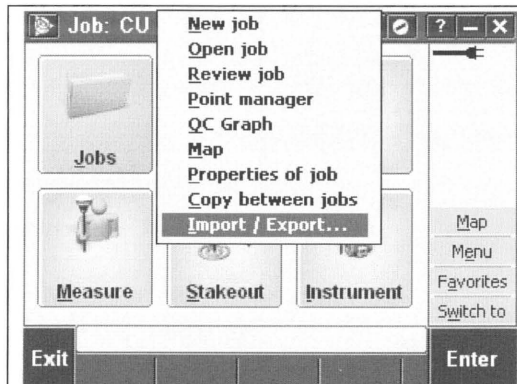 Job: CU
? – X
New job
Open job
Review job
Point manager
QC Graph
Map
Properties of job
Copy between jobs
Import / Export...
Jobs
Measure
Stakeout
Instrument
Map
Menu
Favorites
Switch to
Exit
Enter